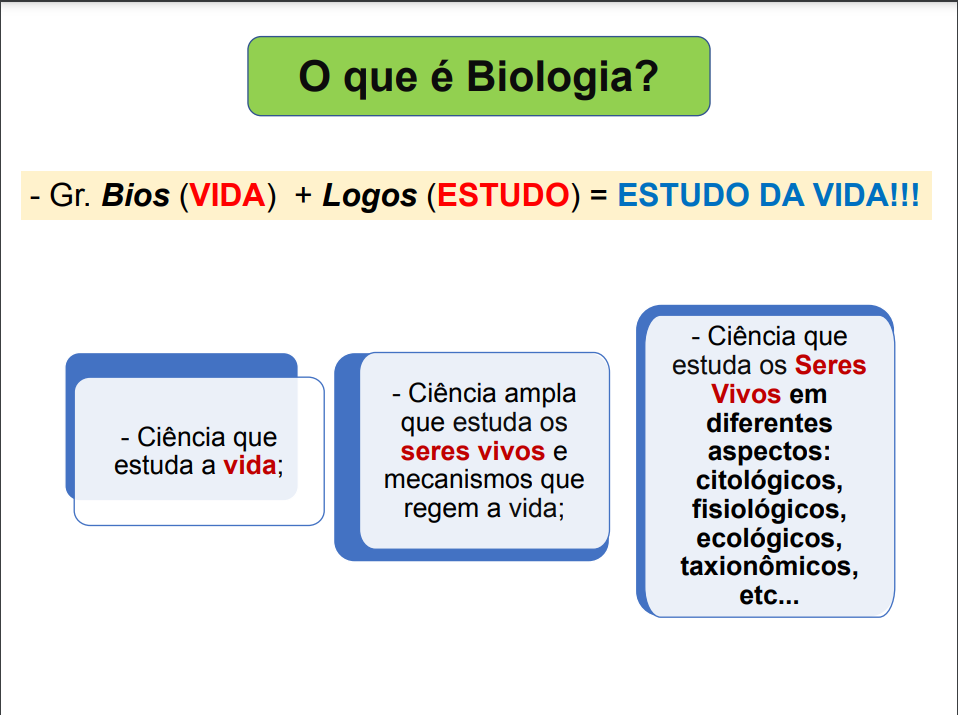 O que é Biologia?
- Gr. Bios (VIDA) + Logos (ESTUDO) = ESTUDO DA VIDA!!!
- Ciência que
estuda a vida;
- Ciência ampla
que estuda os
seres vivos e
mecanismos que
regem a vida;
- Ciência que
estuda os Seres
Vivos em
diferentes
aspectos:
citológicos,
fisiológicos,
ecológicos,
taxionômicos,
etc...